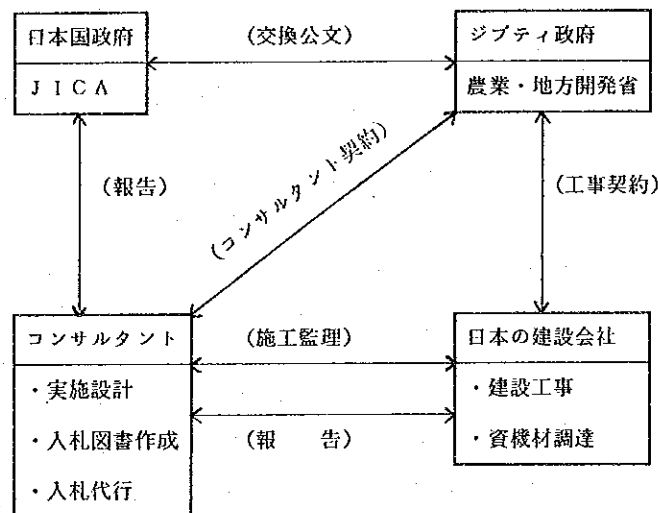 日本国政府
(交換公文)
ジプティ政府
JICA
農業・地方開発省
(報告)
(コンサルタント契約)
(工事契約)
コンサルタント
(施工監理)
日本の建設会社
・実施設計
・建設工事
・入札図書作成
(報 告)
・資機材調達
・入札代行